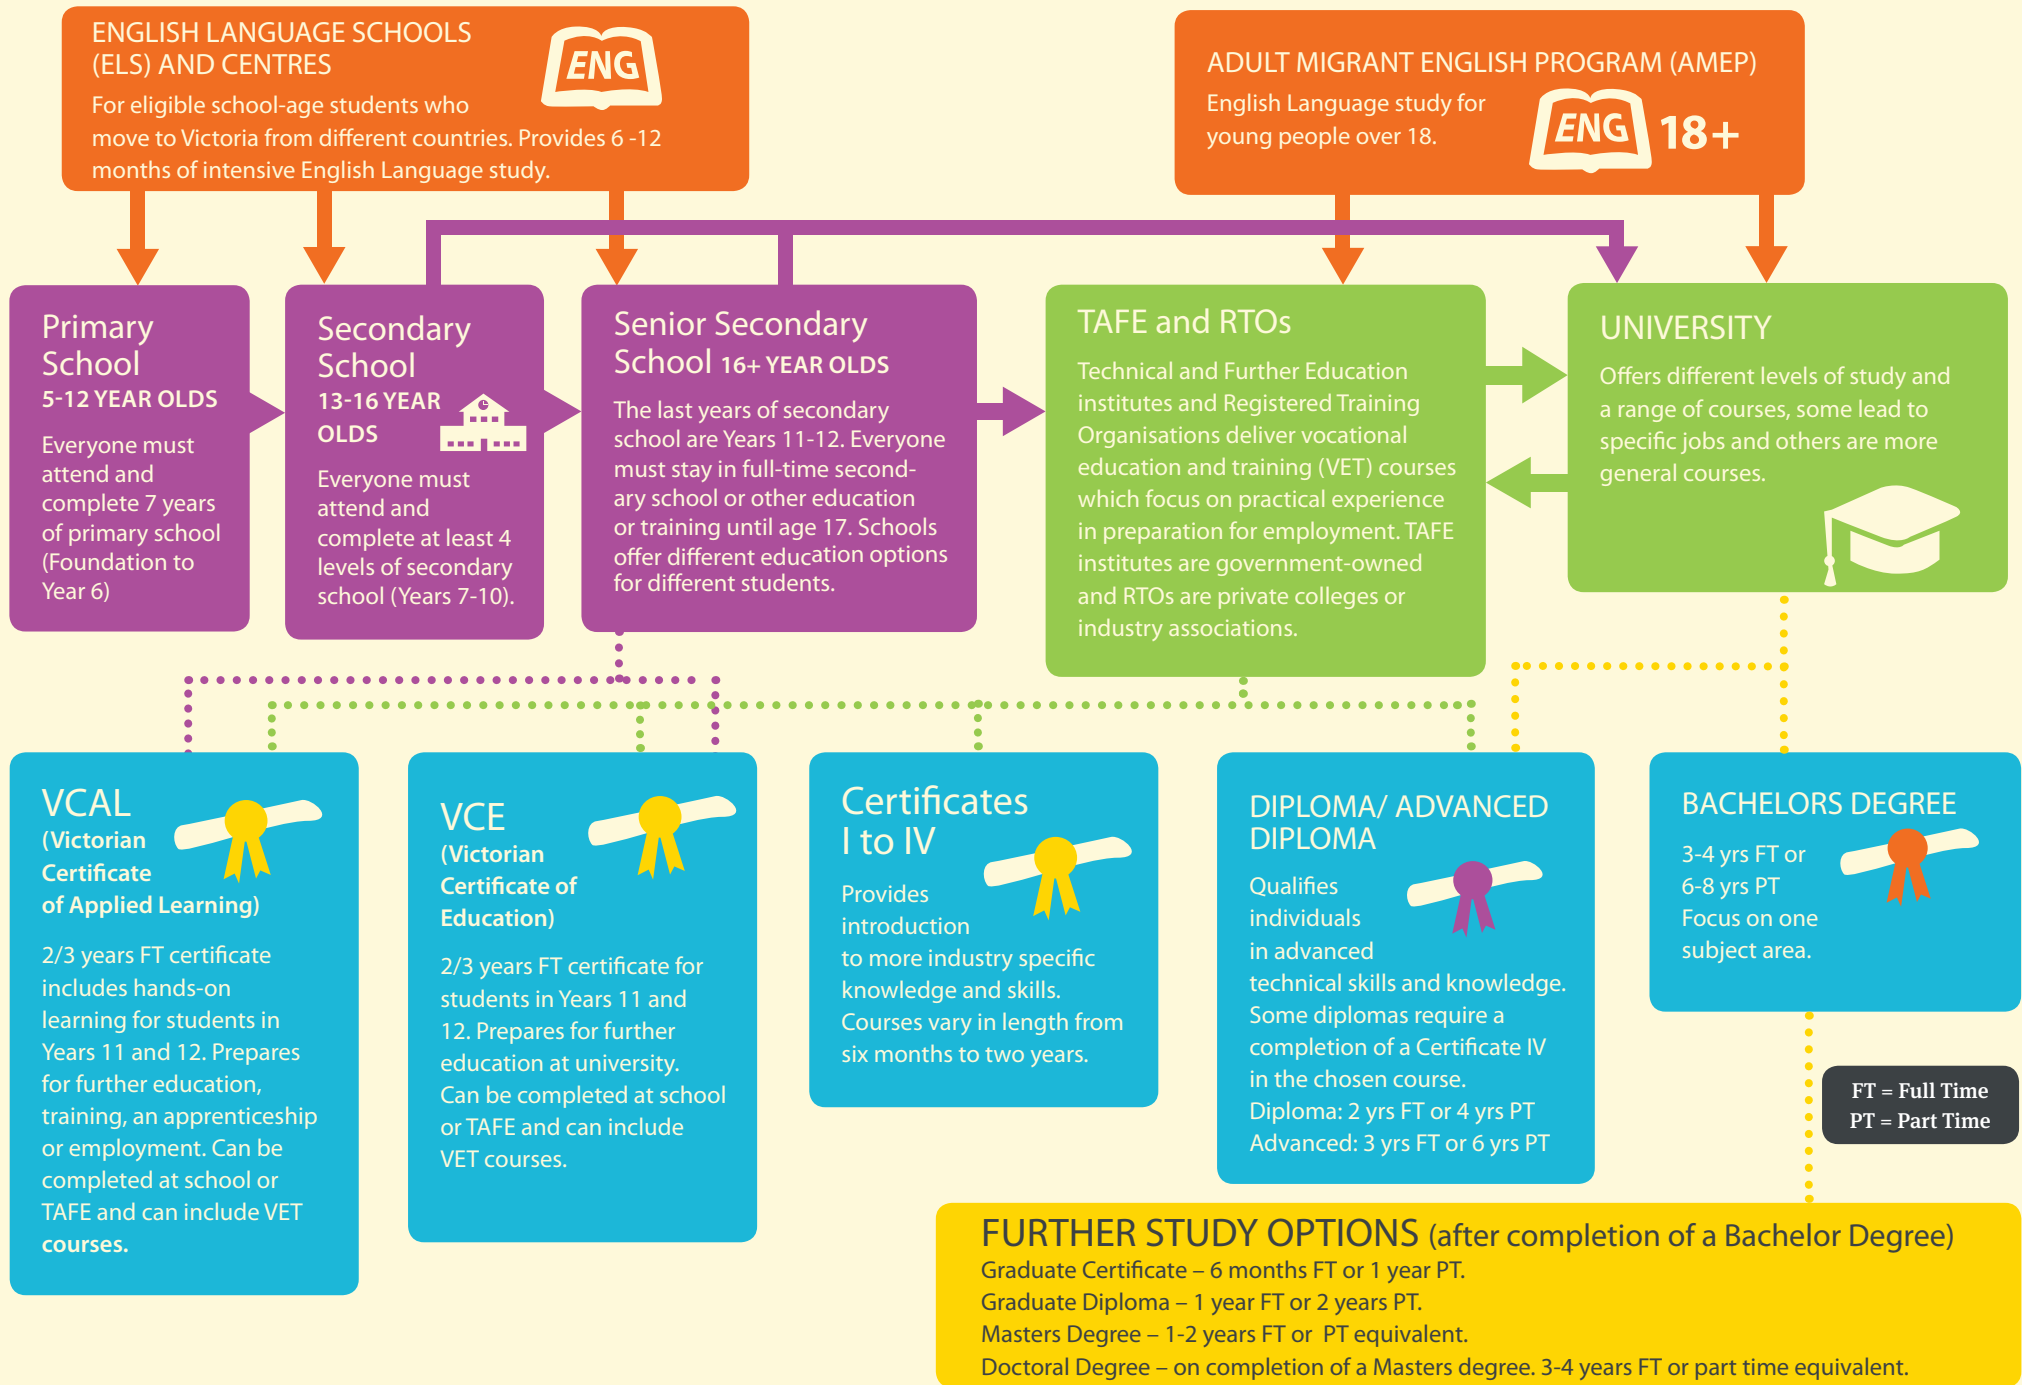 ENGLISH LANGUAGE SCHOOLS
(ELS) AND CENTRES
ENG
For eligible school-age students who
move to Victoria from different countries. Provides 6 -12
months of intensive English Language study.
ADULT MIGRANT ENGLISH PROGRAM (AMEP)
English Language study for
young people over 18.
ENG 18+
Primary
School
5-12 YEAR OLDS
Everyone must
attend and
complete 7 years
of primary school
(Foundation to
Year 6)
Secondary
School
13-16 YEAR
OLDS
Everyone must
attend and
complete at least 4
levels of secondary
school (Years 7-10).
Senior Secondary
School 16+ YEAR OLDS
The last years of secondary
school are Years 11-12. Everyone
must stay in full-time second-
ary school or other education
or training until age 17. Schools
offer different education options
for different students.
TAFE and RTOs
Technical and Further Education
institutes and Registered Training
Organisations deliver vocational
education and training (VET) courses
which focus on practical experience
in preparation for employment. TAFE
institutes are government-owned
and RTOs are private colleges or
industry associations.
UNIVERSITY
Offers different levels of study and
a range of courses, some lead to
specific jobs and others are more
general courses.
VCAL
(Victorian
Certificate
of Applied Learning)
2/3 years FT certificate
includes hands-on
learning for students in
Years 11 and 12. Prepares
for further education,
training, an apprenticeship
or employment. Can be
completed at school or
TAFE and can include VET
courses.
VCE
(Victorian
Certificate of
Education)
2/3 years FT certificate for
students in Years 11 and
12. Prepares for further
education at university.
Can be completed at school
or TAFE and can include
VET courses.
Certificates
I to IV
Provides
introduction
to more industry specific
knowledge and skills.
Courses vary in length from
six months to two years.
DIPLOMA/ ADVANCED
DIPLOMA
Qualifies
individuals
in advanced
technical skills and knowledge.
Some diplomas require a
completion of a Certificate IV
in the chosen course.
Diploma: 2 yrs FT or 4 yrs PT
Advanced: 3 yrs FT or 6 yrs PT
BACHELORS DEGREE
3-4 yrs FT or
6-8 yrs PT
Focus on one
subject area.
FT = Full Time
PT = Part Time
FURTHER STUDY OPTIONS (after completion of a Bachelor Degree)
Graduate Certificate – 6 months FT or 1 year PT.
Graduate Diploma – 1 year FT or 2 years PT.
Masters Degree – 1-2 years FT or  PT equivalent.
Doctoral Degree – on completion of a Masters degree. 3-4 years FT or part time equivalent.